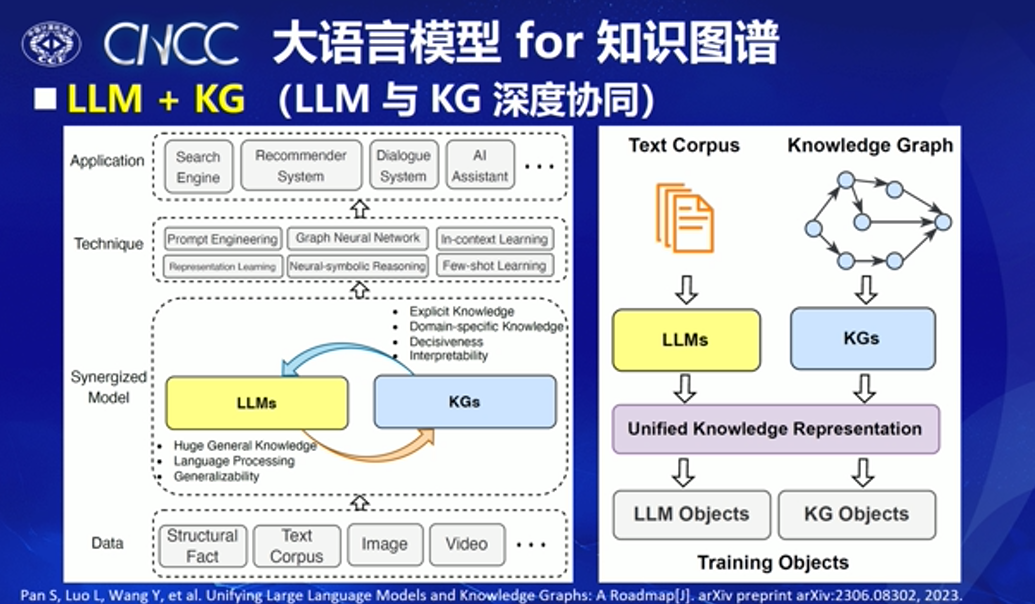 CNCC
大语言模型 for 知识图谱
LLM + KG （LLM 与 KG 深度协同）
Application
Search Engine
Recommender System
Dialogue System
AI Assistant
...
Technique
Prompt Engineering
Graph Neural Network
In-context Learning
Representation Learning
Neural-symbolic Reasoning
Few-shot Learning
Synergized Model
• Explicit Knowledge
• Domain-specific Knowledge
• Decisiveness
• Interpretability
LLMs
KGs
• Huge General Knowledge
• Language Processing
• Generalizability
Data
Structural Fact
Text Corpus
Image
Video
...
Text Corpus
Knowledge Graph
LLMs
KGs
Unified Knowledge Representation
LLM Objects
KG Objects
Training Objects
Pan S, Luo L, Wang Y, et al. Unifying Large Language Models and Knowledge Graphs: A Roadmap[J]. arXiv preprint arXiv:2306.08302, 2023.